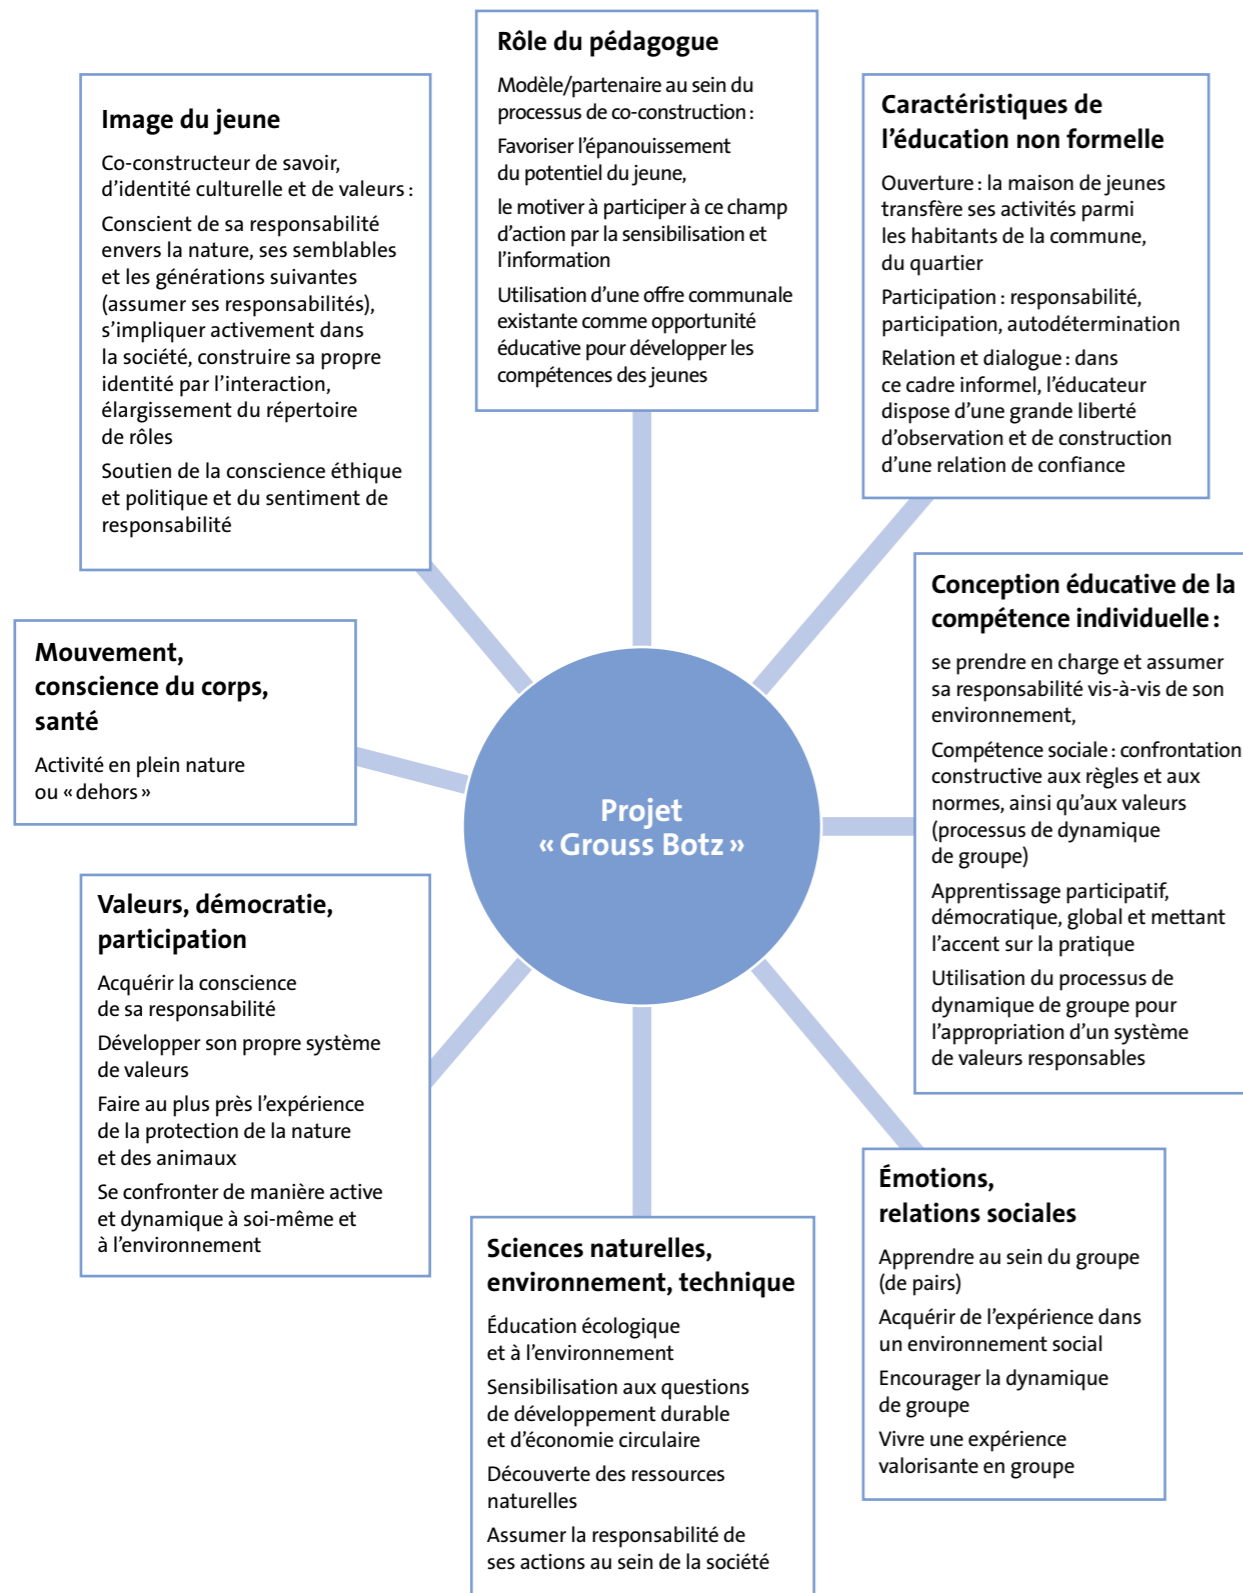 Rôle du pédagogue
Modèle/partenaire au sein du
processus de co-construction :
Favoriser l’épanouissement
du potentiel du jeune,
le motiver à participer à ce champ
d’action par la sensibilisation et
l’information
Utilisation d’une offre communale
existante comme opportunité
éducative pour développer les
compétences des jeunes
Image du jeune
Co-constructeur de savoir,
d’identité culturelle et de valeurs :
Conscient de sa responsabilité
envers la nature, ses semblables
et les générations suivantes
(assumer ses responsabilités),
s’impliquer activement dans
la société, construire sa propre
identité par l’interaction,
élargissement du répertoire
de rôles
Soutien de la conscience éthique
et politique et du sentiment de
responsabilité
Caractéristiques de
l’éducation non formelle
Ouverture : la maison de jeunes
transfère ses activités parmi
les habitants de la commune,
du quartier
Participation : responsabilité,
participation, autodétermination
Relation et dialogue : dans
ce cadre informel, l’éducateur
dispose d’une grande liberté
d’observation et de construction
d’une relation de confiance
Conception éducative de la
compétence individuelle :
se prendre en charge et assumer
sa responsabilité vis-à-vis de son
environnement,
Compétence sociale : confrontation
constructive aux règles et aux
normes, ainsi qu’aux valeurs
(processus de dynamique
de groupe)
Apprentissage participatif,
démocratique, global et mettant
l’accent sur la pratique
Utilisation du processus de
dynamique de groupe pour
l’appropriation d’un système
de valeurs responsables
Mouvement,
conscience du corps,
santé
Activité en plein nature
ou « dehors »
Projet
« Grouss Botz »
Valeurs, démocratie,
participation
Acquérir la conscience
de sa responsabilité
Développer son propre système
de valeurs
Faire au plus près l’expérience
de la protection de la nature
et des animaux
Se confronter de manière active
et dynamique à soi-même et
à l’environnement
Sciences naturelles,
environnement, technique
Éducation écologique
et à l’environnement
Sensibilisation aux questions
de développement durable
et d’économie circulaire
Découverte des ressources
naturelles
Assumer la responsabilité de
ses actions au sein de la société
Émotions,
relations sociales
Apprendre au sein du groupe
(de pairs)
Acquérir de l’expérience dans
un environnement social
Encourager la dynamique
de groupe
Vivre une expérience
valorisante en groupe